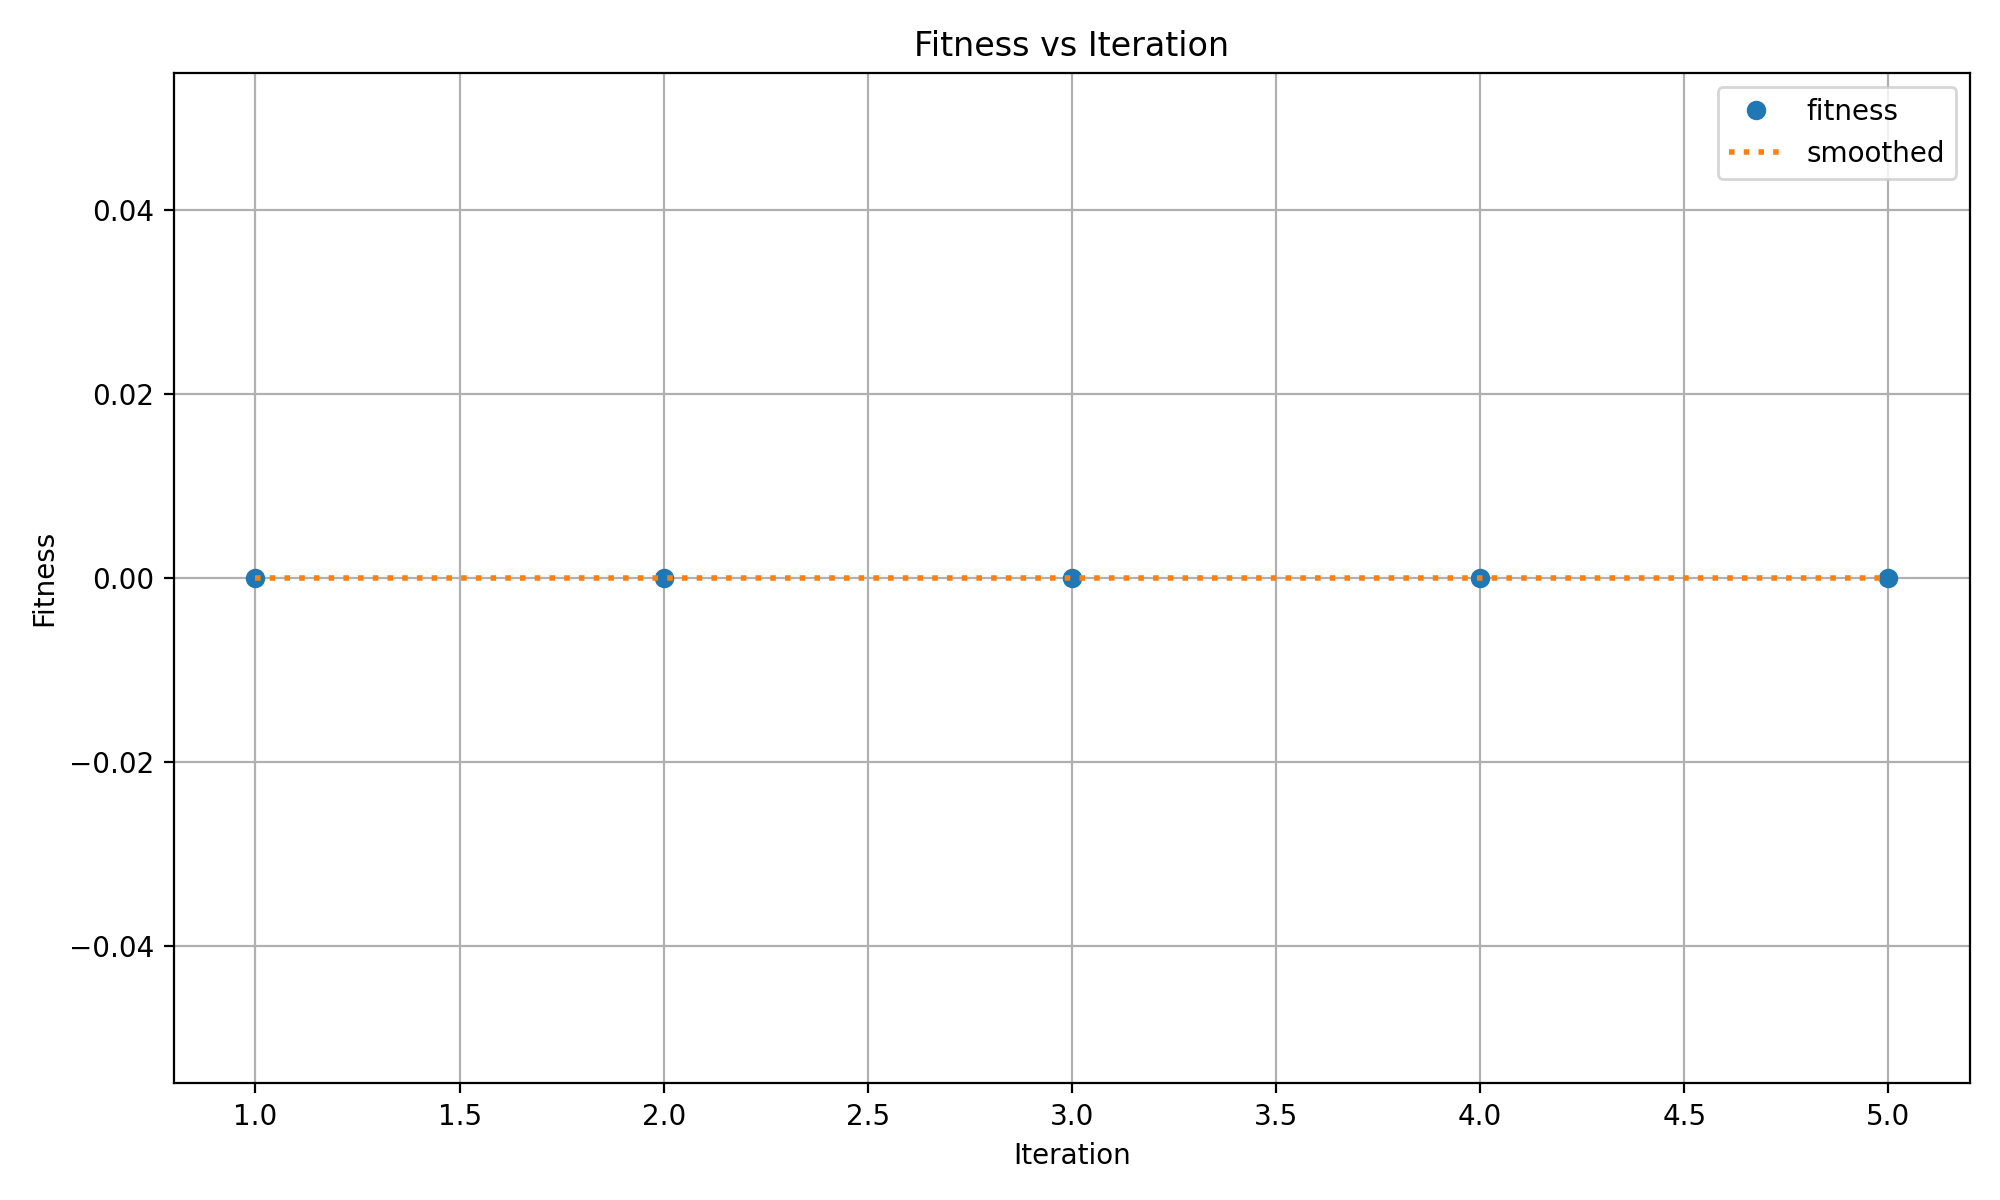 Fitness vs Iteration
fitness
smoothed
0.04
0.02
0.00
−0.02
−0.04
Fitness
1.0 1.5 2.0 2.5 3.0 3.5 4.0 4.5 5.0
Iteration